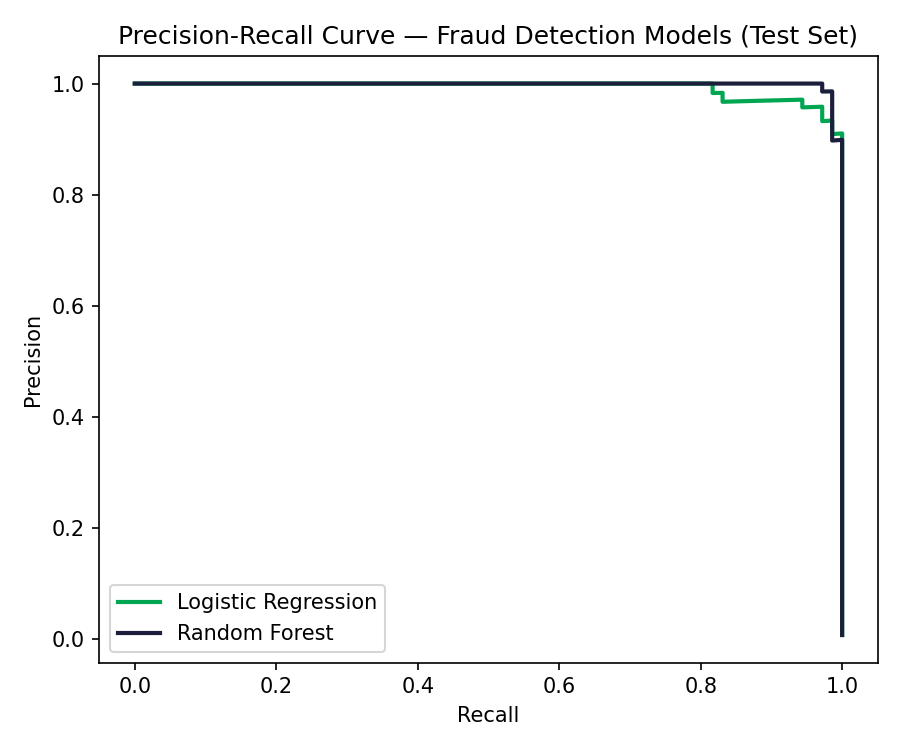 Precision-Recall Curve — Fraud Detection Models (Test Set)
1.0
0.8
0.6
0.4
0.2
0.0
Precision
Logistic Regression
Random Forest
0.0 0.2 0.4 0.6 0.8 1.0
Recall